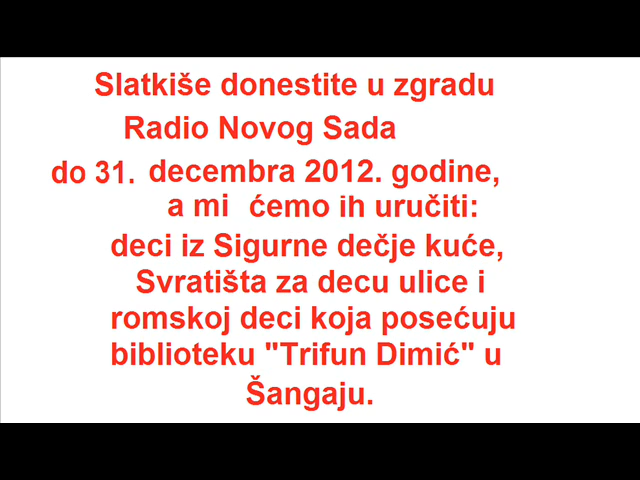 Slatkiše donestite u zgradu
Radio Novog Sada
do 31. decembra 2012. godine,
a mi ćemo ih uručiti:
deci iz Sigurne dečje kuće,
Svratišta za decu ulice i
romskoj deci koja posećuju
biblioteku "Trifun Dimić" u
Šangaju.